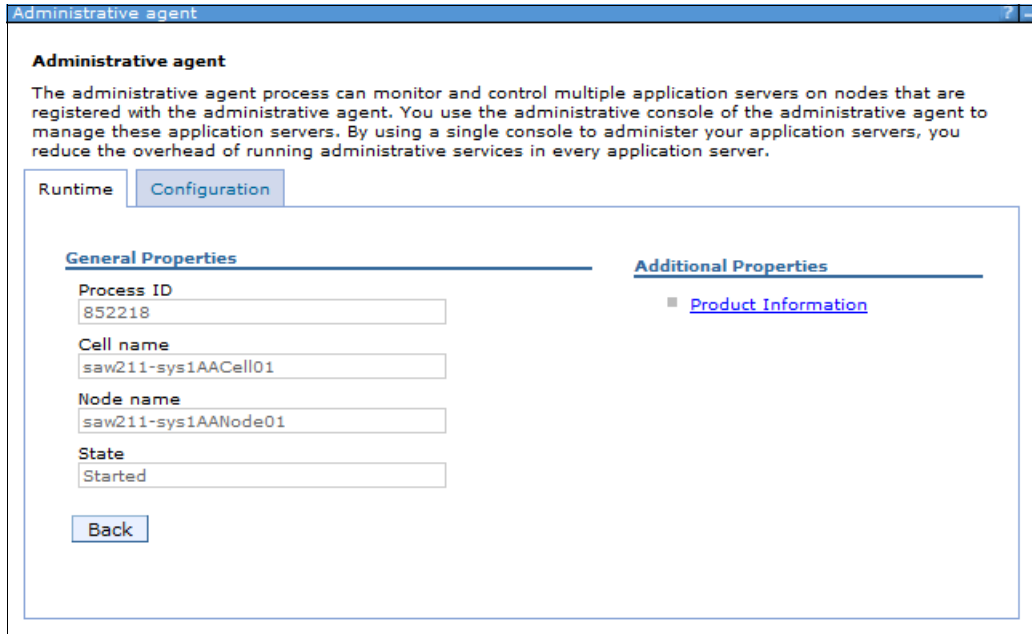 Administrative agent ? –
Administrative agent
The administrative agent process can monitor and control multiple application servers on nodes that are
registered with the administrative agent. You use the administrative console of the administrative agent to
manage these application servers. By using a single console to administer your application servers, you
reduce the overhead of running administrative services in every application server.
Runtime Configuration
General Properties
Process ID
852218
Cell name
saw211-sys1AACell01
Node name
saw211-sys1AANode01
State
Started
Back
Additional Properties
Product Information